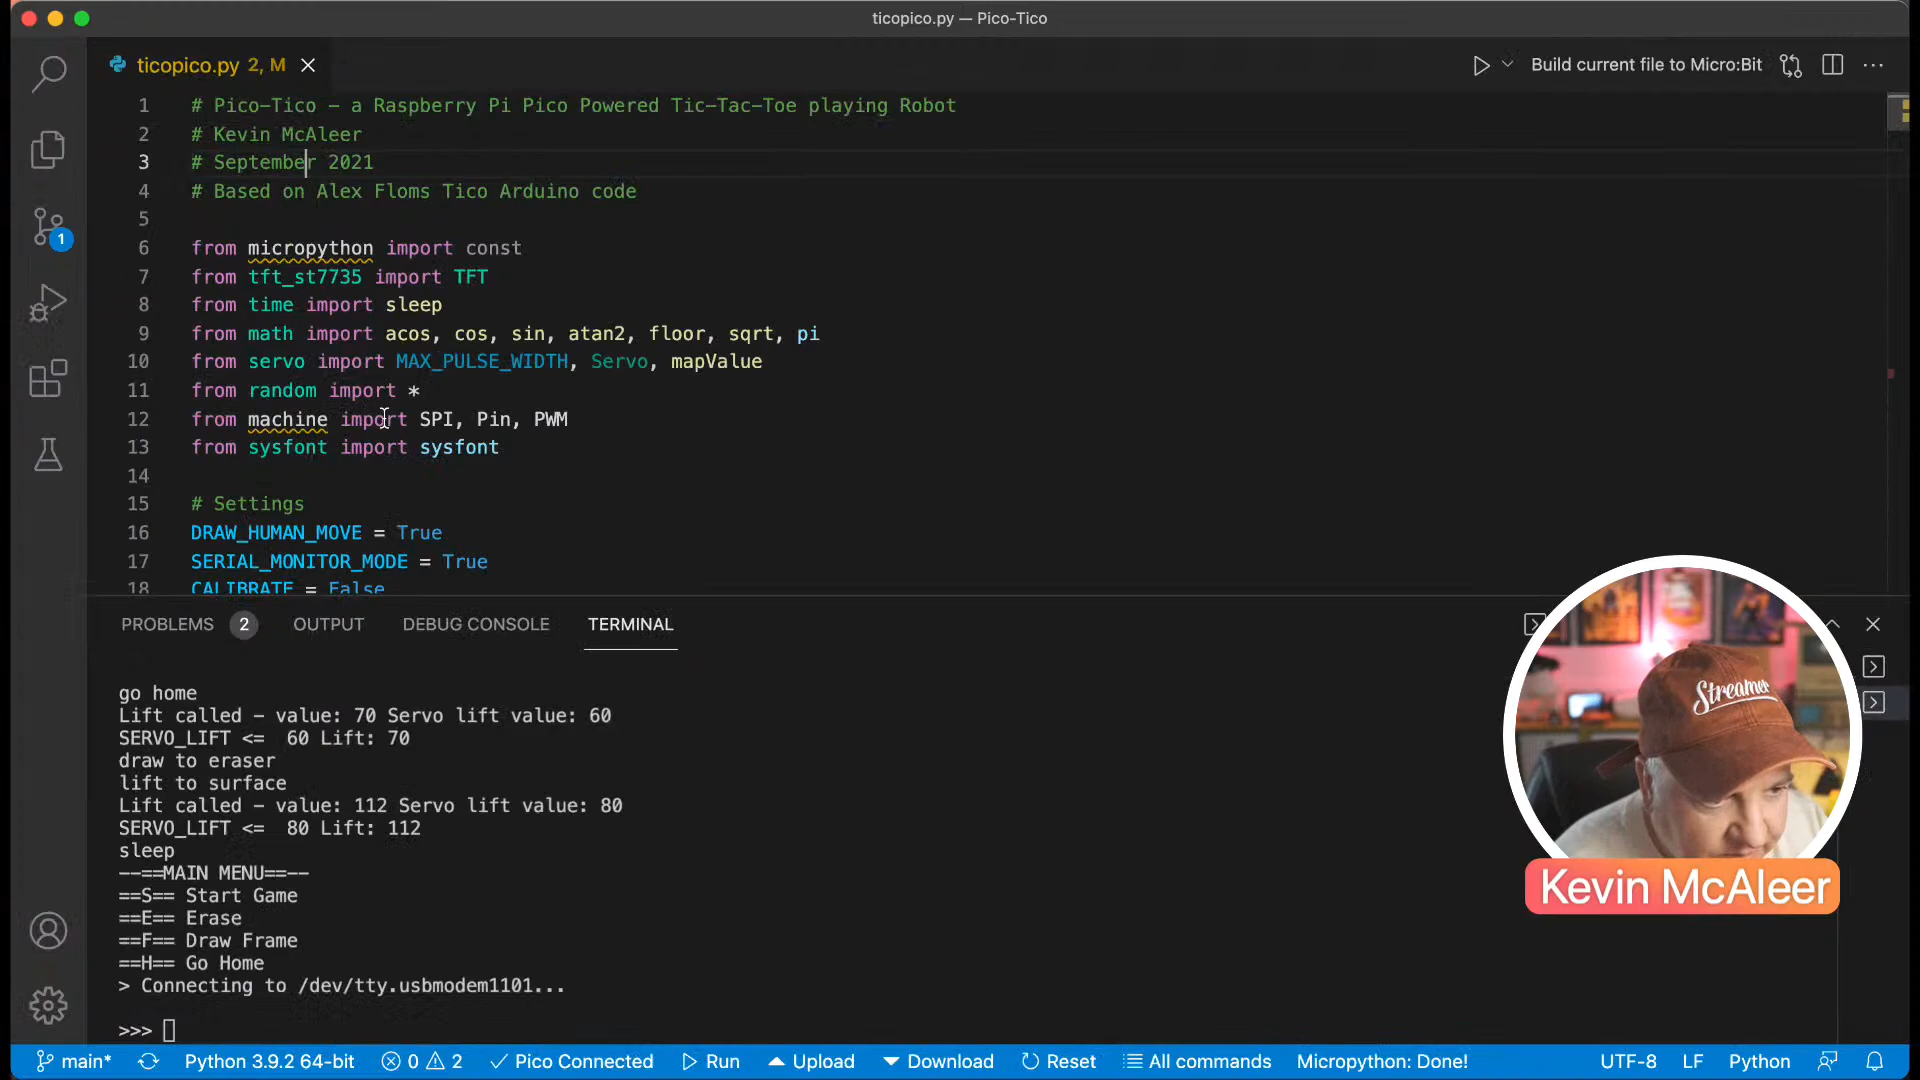 ticopico.py — Pico-Tico
ticopico.py 2, M
Build current file to Micro:Bit
1 # Pico-Tico - a Raspberry Pi Pico Powered Tic-Tac-Toe playing Robot
2 # Kevin McAleer
3 # September 2021
4 # Based on Alex Floms Tico Arduino code
5
6 from micropython import const
7 from tft_st7735 import TFT
8 from time import sleep
9 from math import acos, cos, sin, atan2, floor, sqrt, pi
10 from servo import MAX_PULSE_WIDTH, Servo, mapValue
11 from random import *
12 from machine import SPI, Pin, PWM
13 from sysfont import sysfont
14
15 # Settings
16 DRAW_HUMAN_MOVE = True
17 SERIAL_MONITOR_MODE = True
18 CALIBRATE = False
1
PROBLEMS 2 OUTPUT DEBUG CONSOLE TERMINAL
go home
Lift called - value: 70 Servo lift value: 60
SERVO_LIFT <=  60 Lift: 70
draw to eraser
lift to surface
Lift called - value: 112 Servo lift value: 80
SERVO_LIFT <=  80 Lift: 112
sleep
--==MAIN MENU==--
==S== Start Game
==E== Erase
==F== Draw Frame
==H== Go Home
> Connecting to /dev/tty.usbmodem1101...
>>>
Streamer
Kevin McAleer
main* Python 3.9.2 64-bit 0 2 Pico Connected Run Upload Download Reset All commands Micropython: Done! UTF-8 LF Python